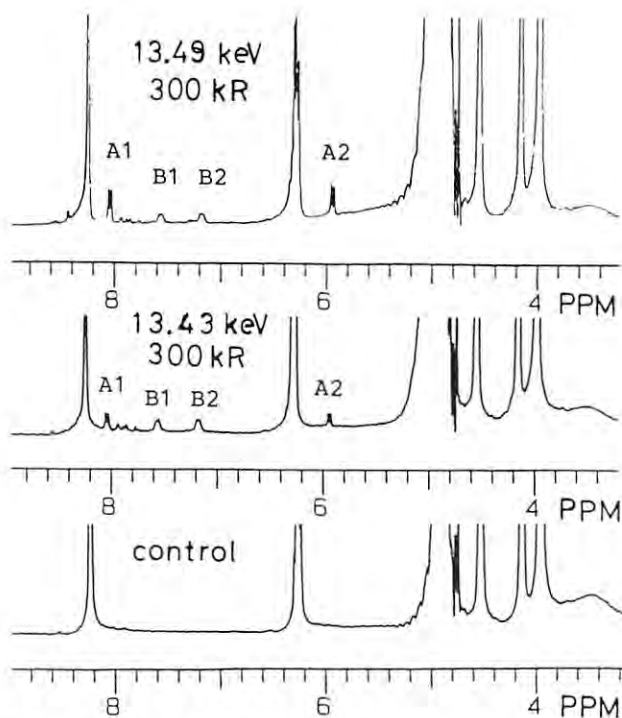 13.49 keV
300 kR
A1
B1
B2
A2
8 6 4 PPM
13.43 keV
300 kR
A1
B1
B2
A2
8 6 4 PPM
control
8 6 4 PPM